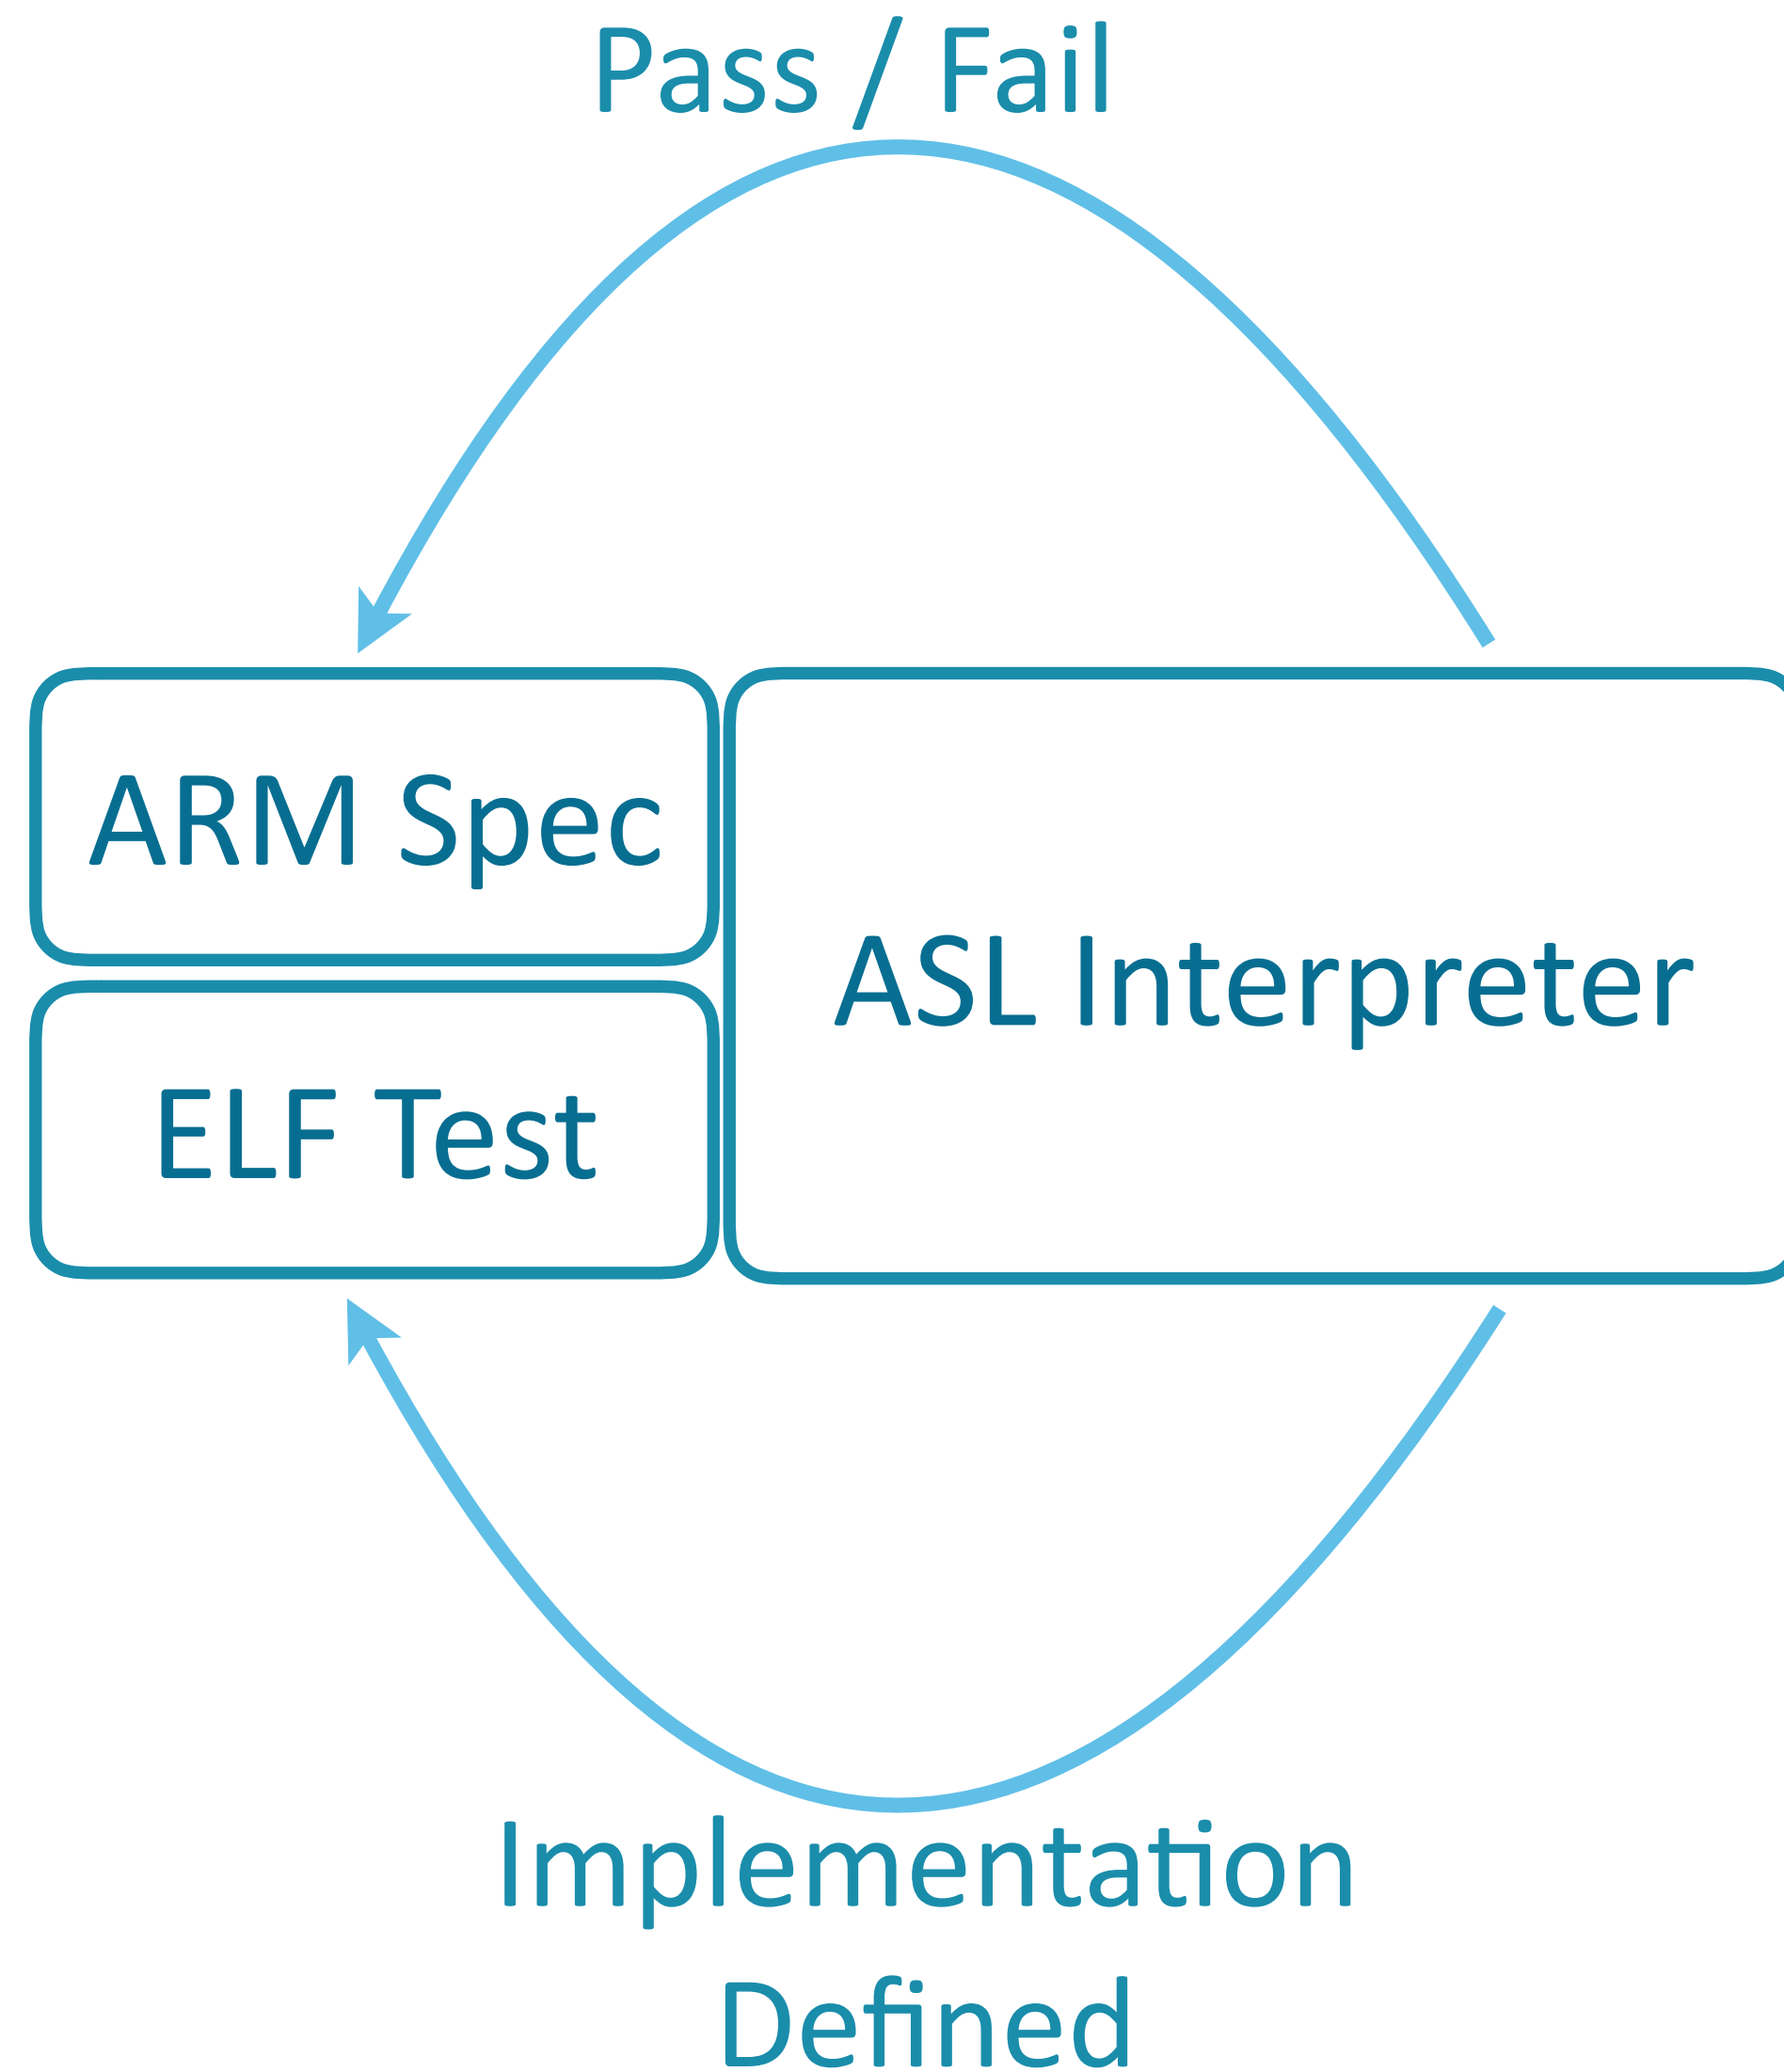 Pass / Fail
ARM Spec
ASL Interpreter
ELF Test
Implementation
Defined